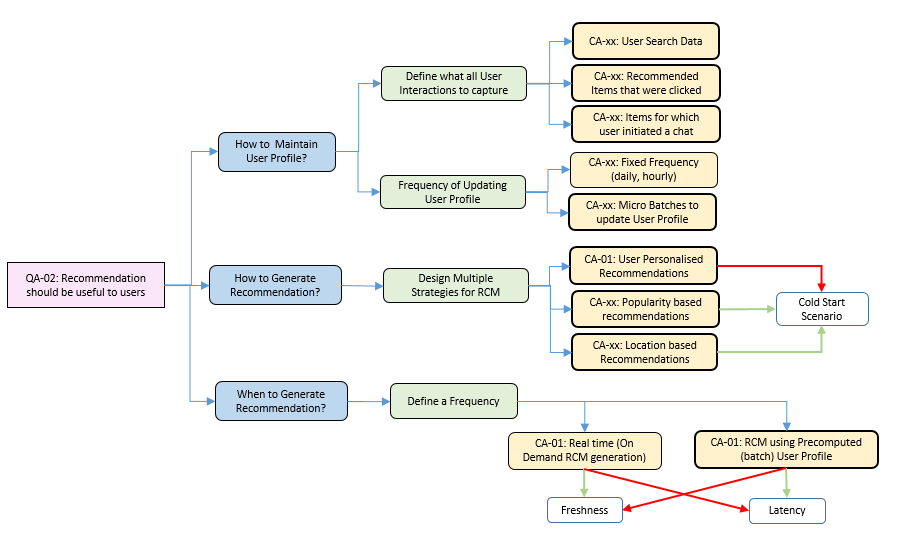 CA-xx: User Search Data
Define what all User
Interactions to capture
CA-xx: Recommended
Items that were clicked
CA-xx: Items for which
user initiated a chat
How to  Maintain
User Profile?
CA-xx: Fixed Frequency
(daily, hourly)
Frequency of Updating
User Profile
CA-xx: Micro Batches to
update User Profile
QA-02: Recommendation
should be useful to users
How to Generate
Recommendation?
Design Multiple
Strategies for RCM
CA-01: User Personalised
Recommendations
CA-xx: Popularity based
recommendations
CA-xx: Location based
Recommendations
Cold Start
Scenario
When to Generate
Recommendation?
Define a Frequency
CA-01: Real time (On
Demand RCM generation)
CA-01: RCM using Precomputed
(batch) User Profile
Freshness
Latency